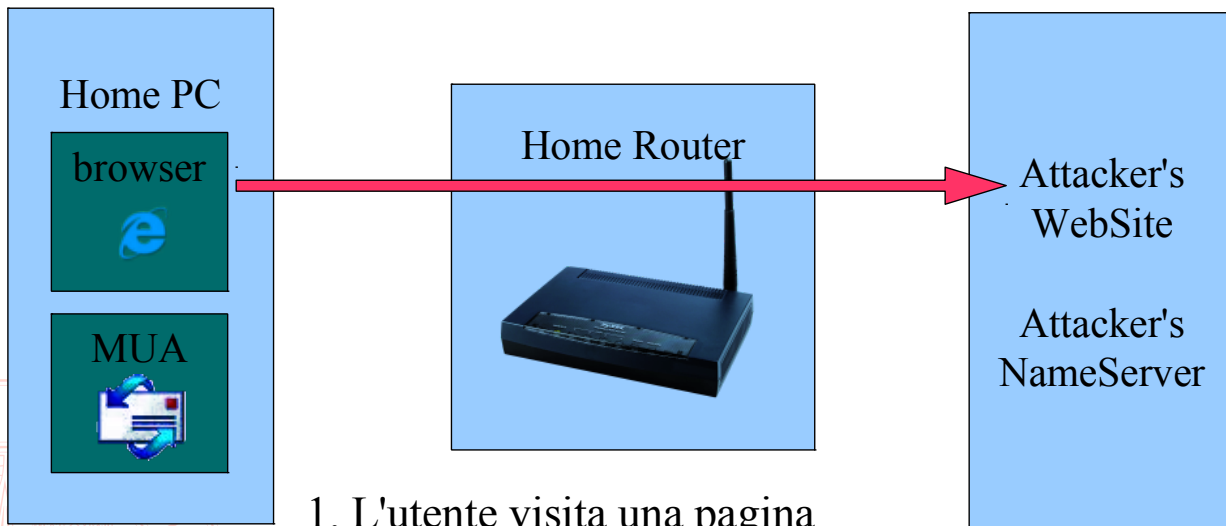 Home PC
browser
MUA
Home Router
Attacker's
WebSite
Attacker's
NameServer
1. L'utente visita una pagina